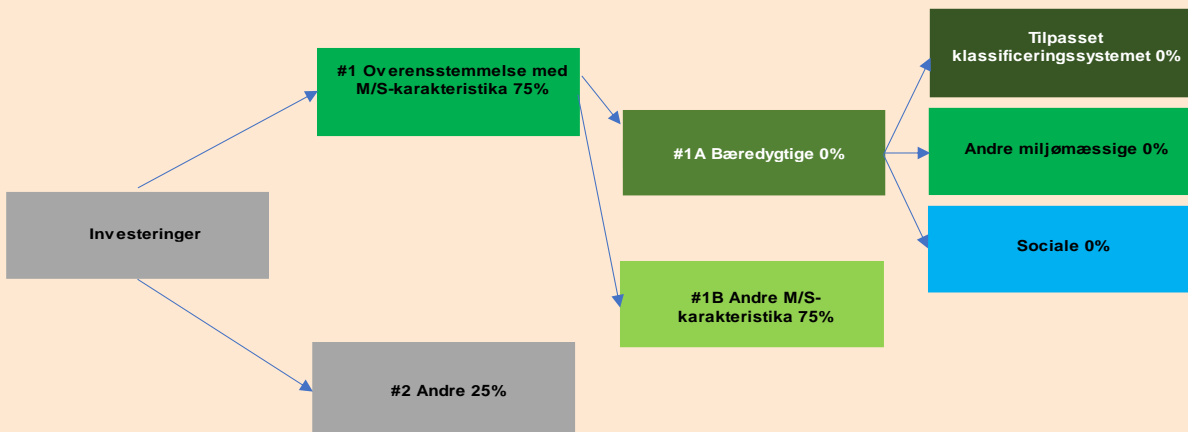 Investeringer
#1 Overensstemmelse med
M/S-karakteristika 75%
#2 Andre 25%
#1A Bæredygtige 0%
#1B Andre M/S-
karakteristika 75%
Tilpasset
klassificeringssystemet 0%
Andre miljømæssige 0%
Sociale 0%